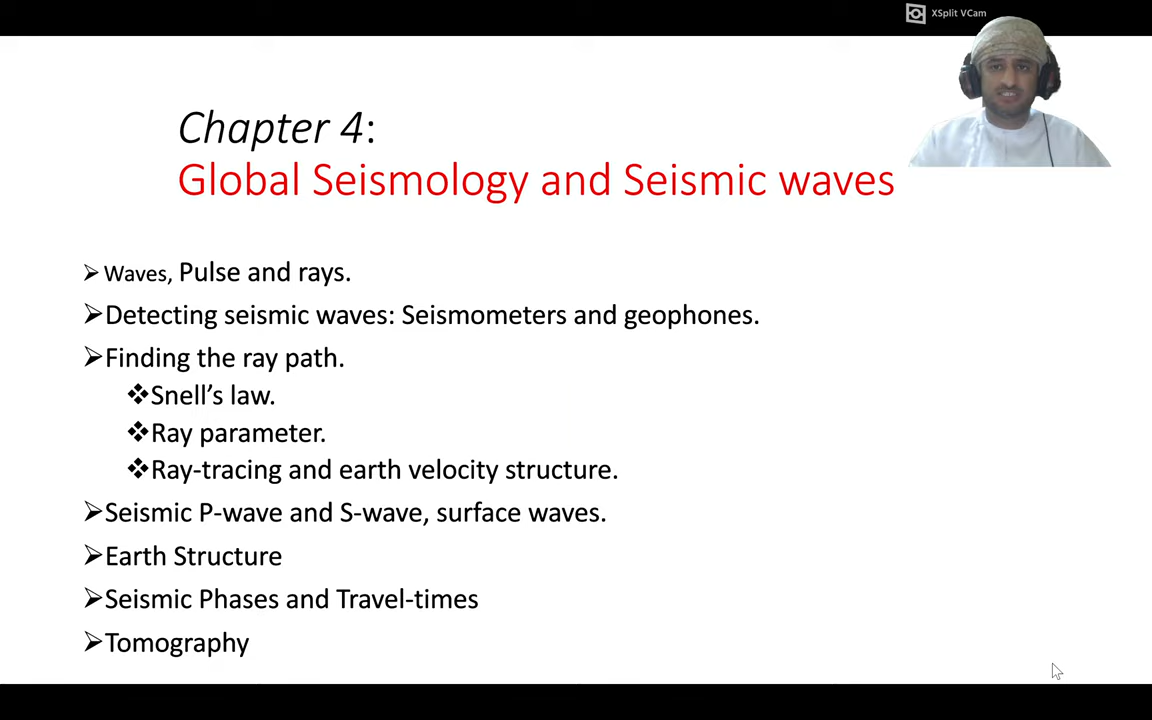 XSplit VCam
Chapter 4:
Global Seismology and Seismic waves
➢ Waves, Pulse and rays.
➢Detecting seismic waves: Seismometers and geophones.
➢Finding the ray path.
❖Snell’s law.
❖Ray parameter.
❖Ray-tracing and earth velocity structure.
➢Seismic P-wave and S-wave, surface waves.
➢Earth Structure
➢Seismic Phases and Travel-times
➢Tomography